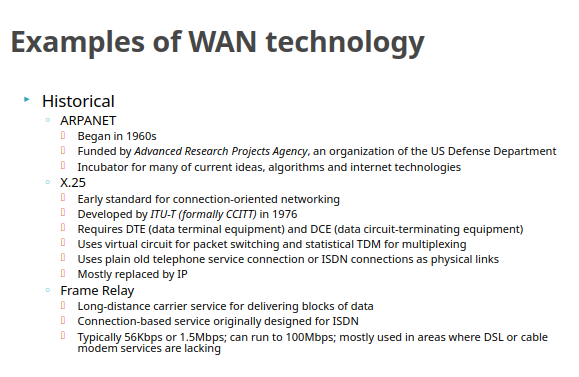 Examples of WAN technology
Historical
ARPANET
Began in 1960s
Funded by Advanced Research Projects Agency, an organization of the US Defense Department
Incubator for many of current ideas, algorithms and internet technologies
X.25
Early standard for connection-oriented networking
Developed by ITU-T (formally CCITT) in 1976
Requires DTE (data terminal equipment) and DCE (data circuit-terminating equipment)
Uses virtual circuit for packet switching and statistical TDM for multiplexing
Uses plain old telephone service connection or ISDN connections as physical links
Mostly replaced by IP
Frame Relay
Long-distance carrier service for delivering blocks of data
Connection-based service originally designed for ISDN
Typically 56Kbps or 1.5Mbps; can run to 100Mbps; mostly used in areas where DSL or cable
modem services are lacking